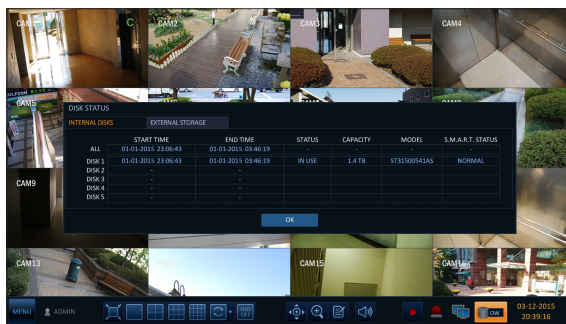 CAM2
CAM3
CAM4
C
CAM5
DISK STATUS
INTERNAL DISKS EXTERNAL STORAGE
START TIME END TIME STATUS CAPACITY MODEL S.M.A.R.T. STATUS
ALL 01-01-2015 23:06:43 01-01-2015 03:46:19 - - - -
DISK 1 01-01-2015 23:06:43 01-01-2015 03:46:19 IN USE 1.4 TB ST31500541AS NORMAL
DISK 2 - -
DISK 3 - -
DISK 4 - -
DISK 5 - -
OK
CAM9
CAM13
CAM15
MENU ADMIN OSD OFF OW 03-12-2015
20:39:16